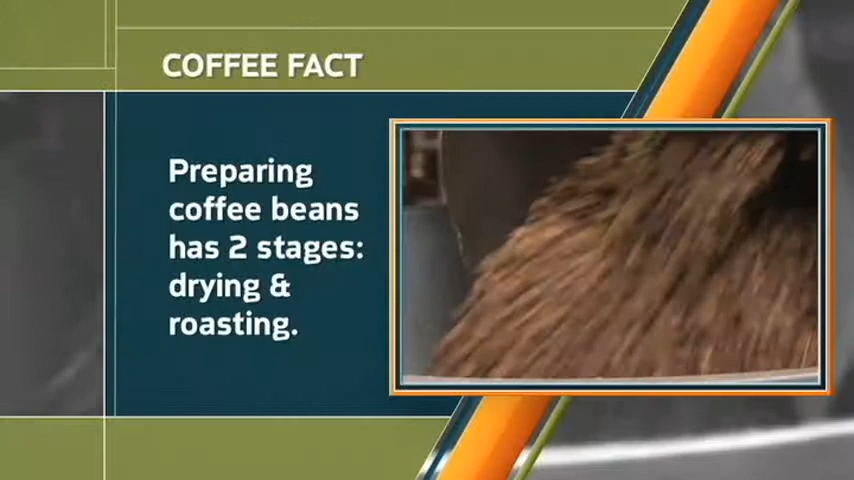 COFFEE FACT
Preparing
coffee beans
has 2 stages:
drying &
roasting.